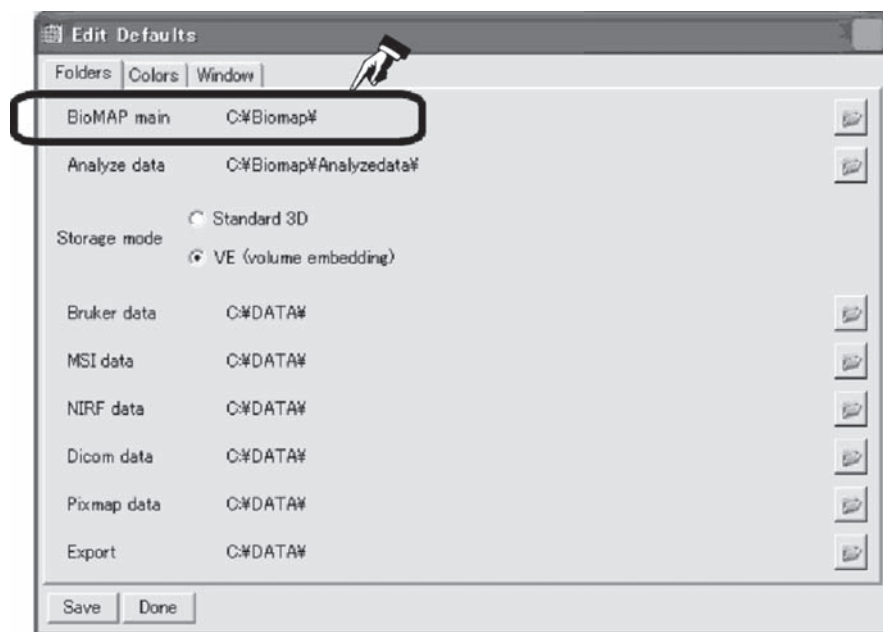 Edit Defaults
Folders Colors Window
BioMAP main C:¥Biomap¥
Analyze data C:¥Biomap¥Analyzedata¥
Standard 3D
Storage mode
VE (volume embedding)
Bruker data C:¥DATA¥
MSI data C:¥DATA¥
NIRF data C:¥DATA¥
Dicom data C:¥DATA¥
Pixmap data C:¥DATA¥
Export C:¥DATA¥
Save Done